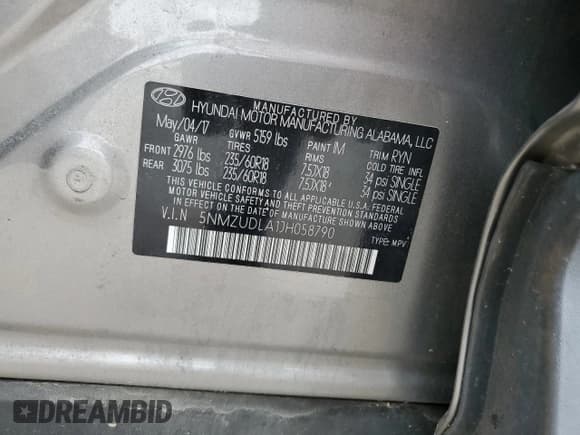 MANUFACTURED BY
HYUNDAI MOTOR MANUFACTURING ALABAMA, LLC
May/04/17 GVWR 5159 lbs PAINT 1M TRIM RYN
GAWR TIRES RIMS COLD TIRE INFL
FRONT 2976 lbs 235/60R18 7.5JX18 34 psi SINGLE
REAR 3075 lbs 235/60R18 7.5JX18 34 psi SINGLE
THIS VEHICLE CONFORMS TO ALL APPLICABLE FEDERAL
MOTOR VEHICLE SAFETY, BUMPER, AND THEFT PREVENTION
STANDARDS IN EFFECT ON THE DATE OF MANUFACTURE SHOWN ABOVE.
V.I.N 5NMZUDLA1JH058790
TYPE: MPV
DREAMBID